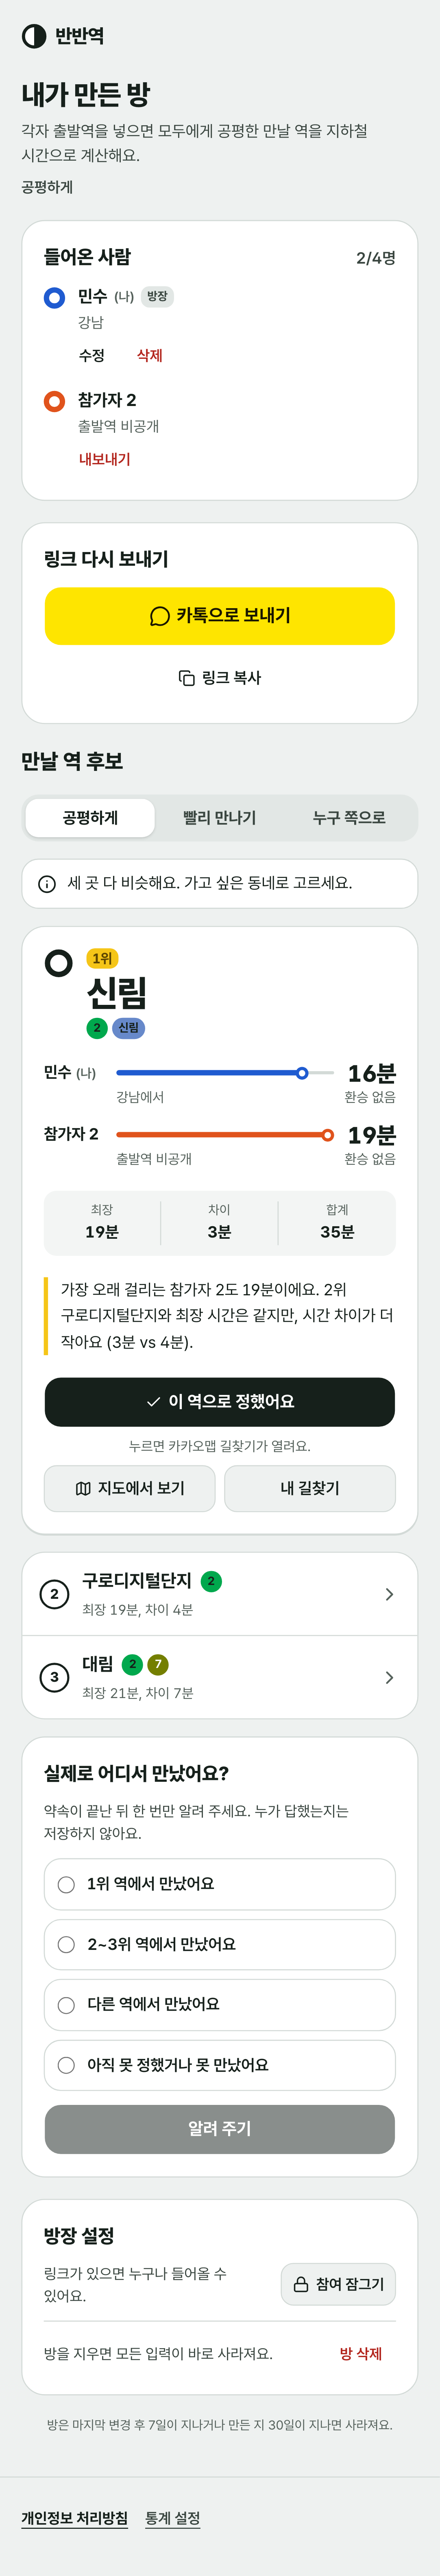 반반역
내가 만든 방
각자 출발역을 넣으면 모두에게 공평한 만날 역을 지하철
시간으로 계산해요.
공평하게
들어온 사람 2/4명
민수 (나) 방장
강남
수정 삭제
참가자 2
출발역 비공개
내보내기
링크 다시 보내기
카톡으로 보내기
링크 복사
만날 역 후보
공평하게 빨리 만나기 누구 쪽으로
세 곳 다 비슷해요. 가고 싶은 동네로 고르세요.
1위
신림
2 신림
민수 (나) 16분
강남에서 환승 없음
참가자 2 19분
출발역 비공개 환승 없음
최장 차이 합계
19분 3분 35분
가장 오래 걸리는 참가자 2도 19분이에요. 2위
구로디지털단지와 최장 시간은 같지만, 시간 차이가 더
작아요 (3분 vs 4분).
이 역으로 정했어요
누르면 카카오맵 길찾기가 열려요.
지도에서 보기 내 길찾기
2 구로디지털단지 2
최장 19분, 차이 4분
3 대림 2 7
최장 21분, 차이 7분
실제로 어디서 만났어요?
약속이 끝난 뒤 한 번만 알려 주세요. 누가 답했는지는
저장하지 않아요.
1위 역에서 만났어요
2~3위 역에서 만났어요
다른 역에서 만났어요
아직 못 정했거나 못 만났어요
알려 주기
방장 설정
링크가 있으면 누구나 들어올 수
있어요.
참여 잠그기
방을 지우면 모든 입력이 바로 사라져요. 방 삭제
방은 마지막 변경 후 7일이 지나거나 만든 지 30일이 지나면 사라져요.
개인정보 처리방침 통계 설정